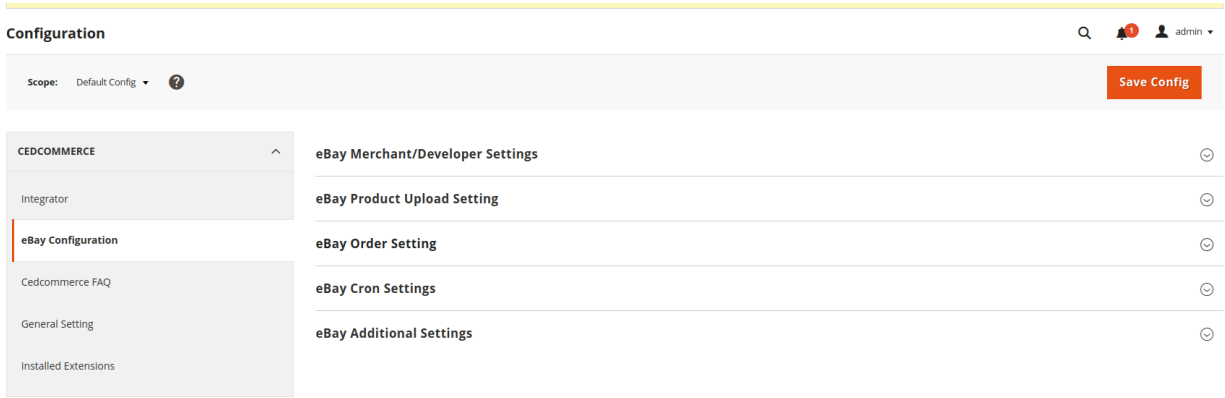 Configuration
1
admin
Scope: Default Config ?
Save Config
CEDCOMMERCE
Integrator
eBay Configuration
Cedcommerce FAQ
General Setting
Installed Extensions
eBay Merchant/Developer Settings
eBay Product Upload Setting
eBay Order Setting
eBay Cron Settings
eBay Additional Settings